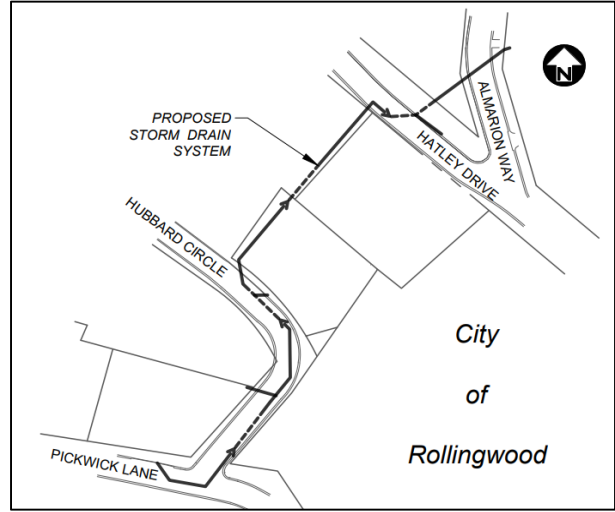 N
PROPOSED
STORM DRAIN
SYSTEM
ALMARION WAY
HATLEY DRIVE
HUBBARD CIRCLE
City
of
Rollingwood
PICKWICK LANE